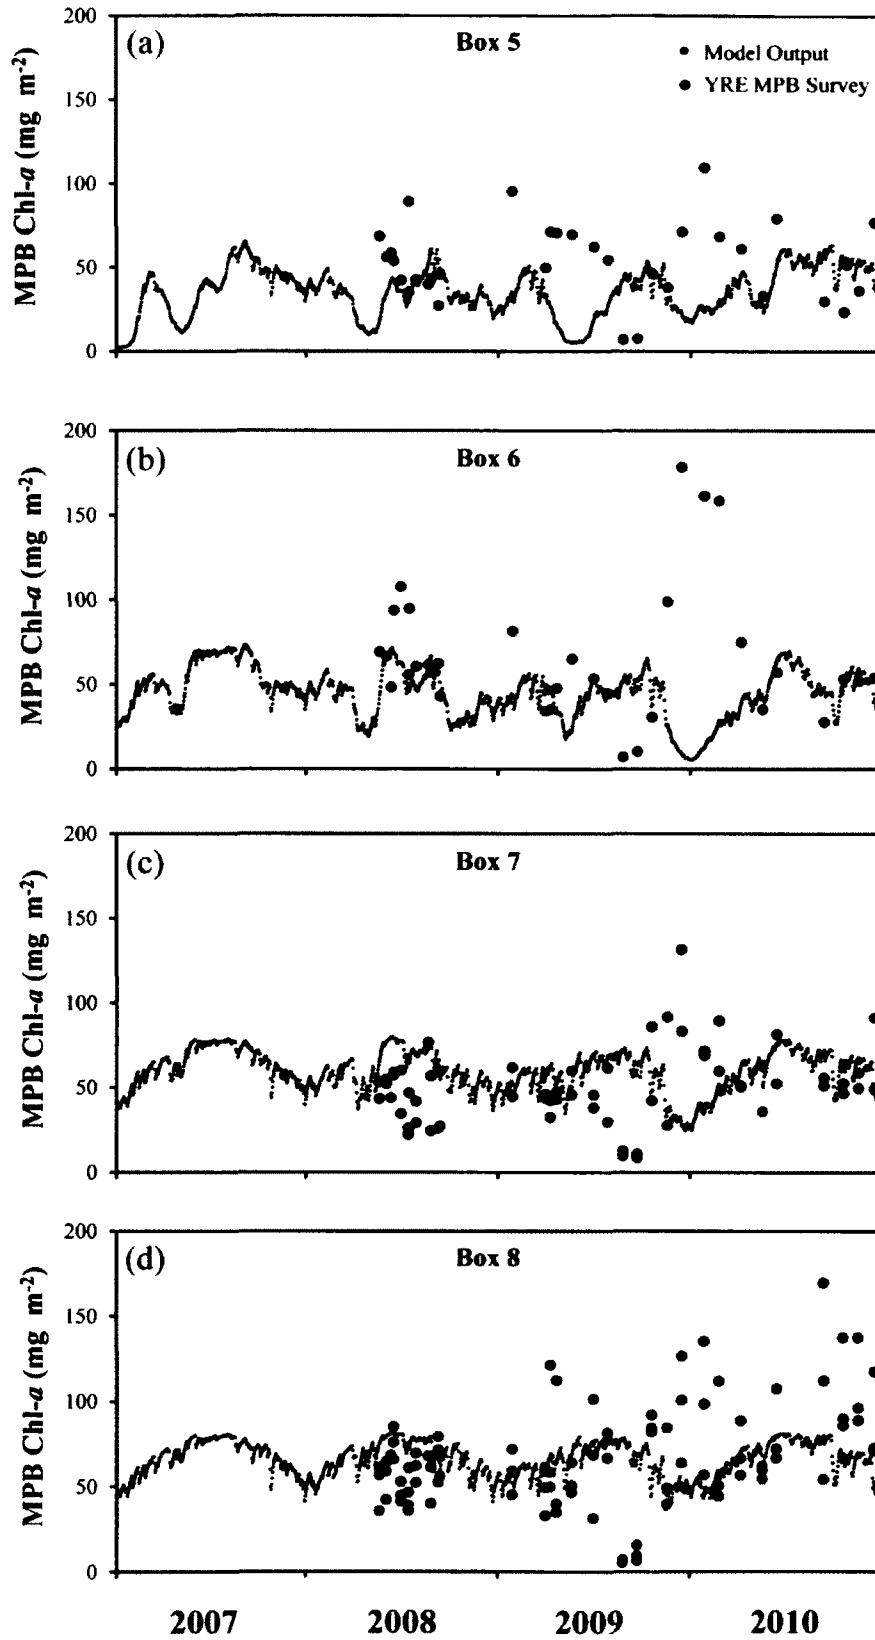 (a)
Box 5
Model Output
YRE MPB Survey
MPB Chl-a (mg m-2)
200
150
100
50
0
(b)
Box 6
MPB Chl-a (mg m-2)
200
150
100
50
0
(c)
Box 7
MPB Chl-a (mg m-2)
200
150
100
50
0
(d)
Box 8
MPB Chl-a (mg m-2)
200
150
100
50
0
2007 2008 2009 2010